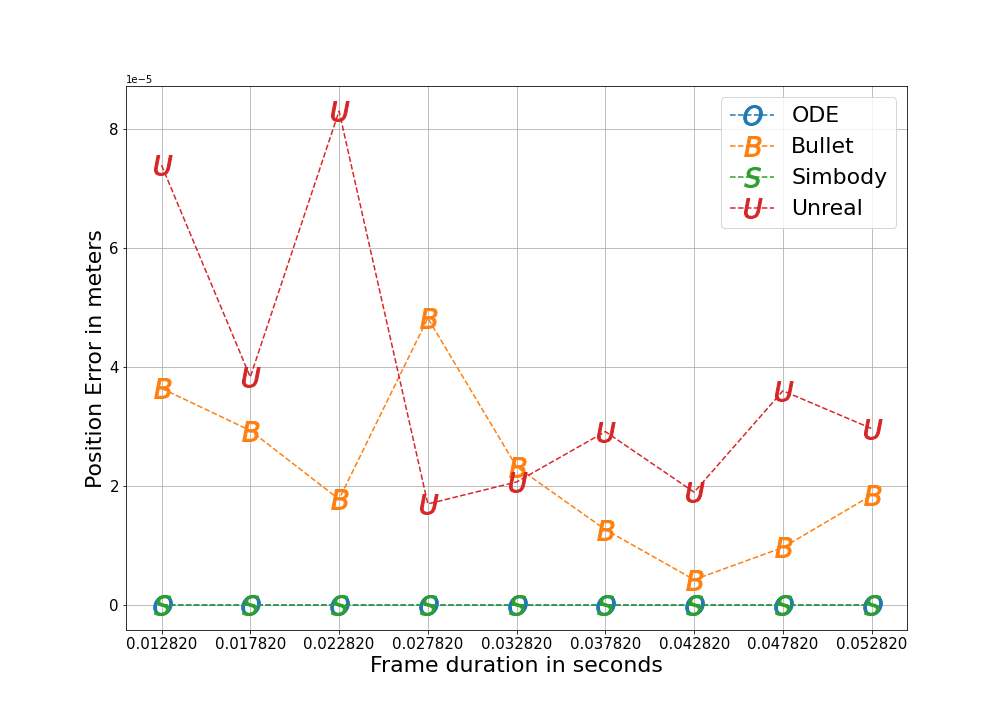 1e−5
8
6
4
2
0
Position Error in meters
ODE
Bullet
Simbody
Unreal
O
B
S
U
U U U U U U U U U
B B B B B B B B B
S S S S S S S S S
0.012820 0.017820 0.022820 0.027820 0.032820 0.037820 0.042820 0.047820 0.052820
Frame duration in seconds